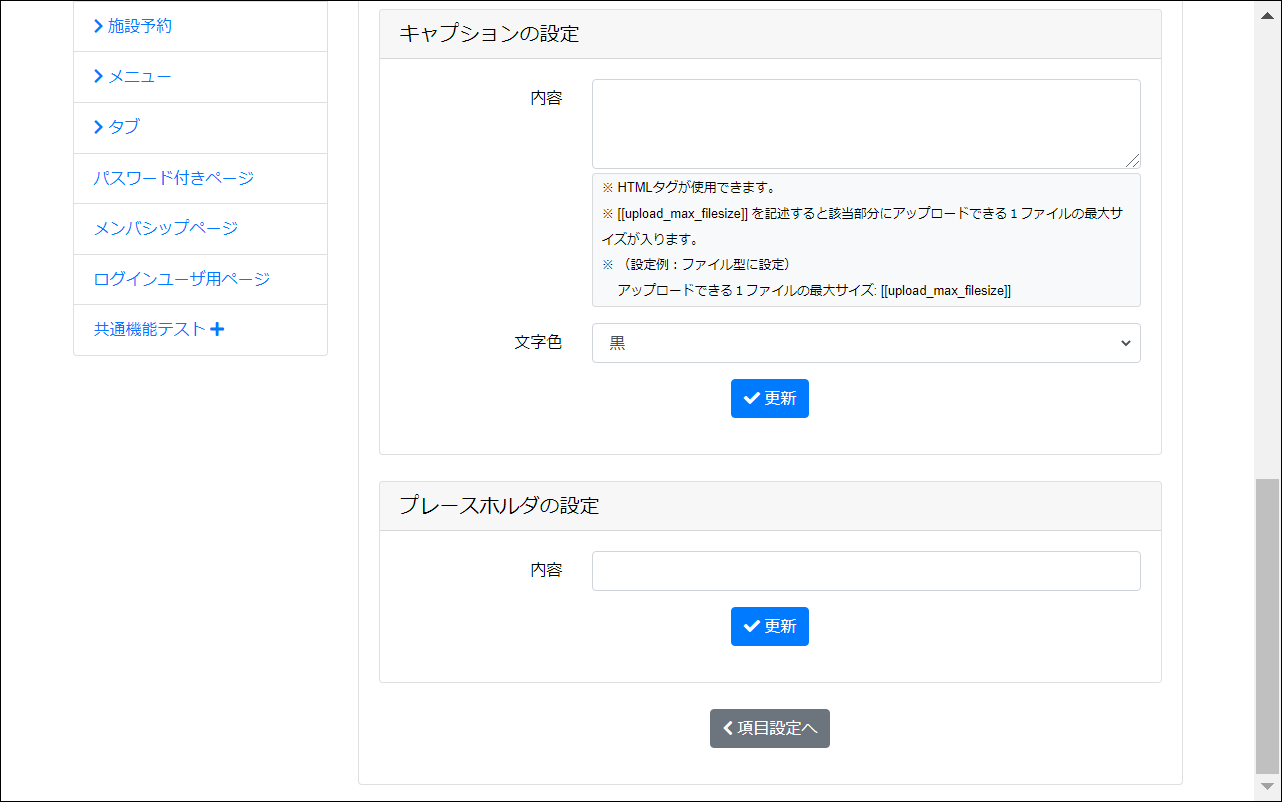 施設予約
メニュー
タブ
パスワード付きページ
メンバシップページ
ログインユーザ用ページ
共通機能テスト
キャプションの設定
内容
※ HTMLタグが使用できます。
※ [[upload_max_filesize]] を記述すると該当部分にアップロードできる１ファイルの最大サ
イズが入ります。
※ （設定例：ファイル型に設定）
アップロードできる１ファイルの最大サイズ: [[upload_max_filesize]]
文字色
黒
更新
プレースホルダの設定
内容
更新
項目設定へ